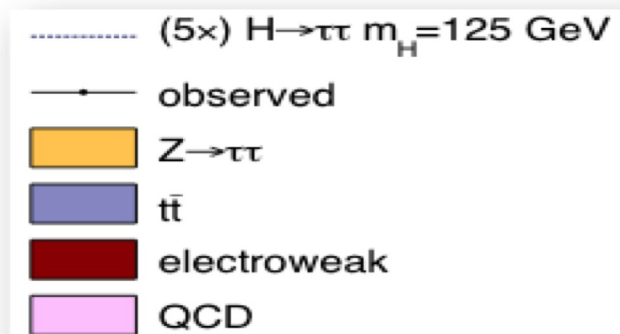 (5×) H→ττ m_H=125 GeV
observed
Z→ττ
tt̄
electroweak
QCD